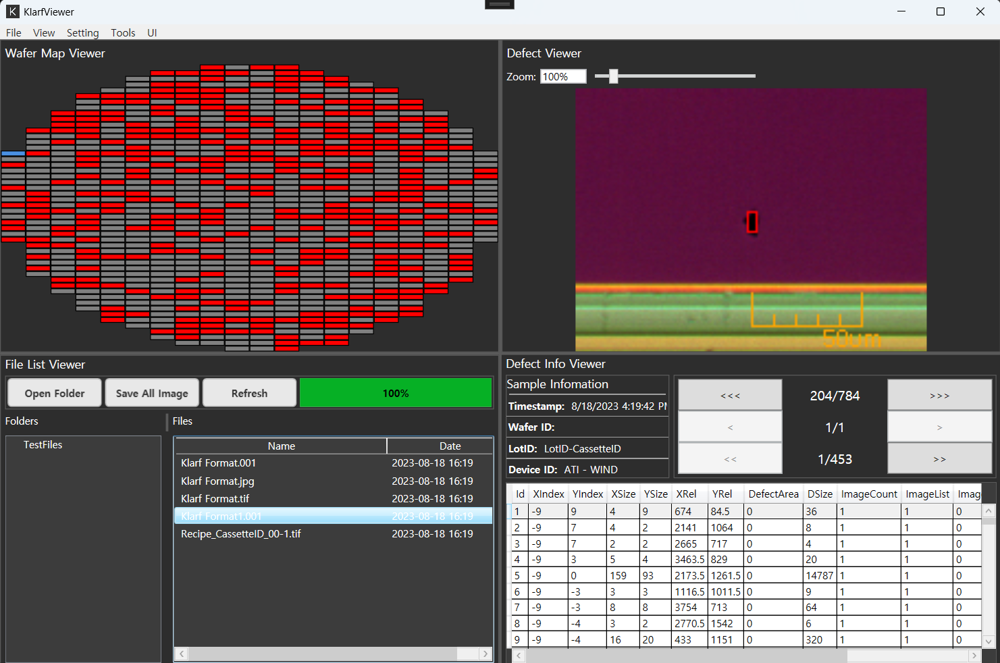 KlarfViewer
File View Setting Tools UI
Wafer Map Viewer
Defect Viewer
Zoom: 100%
50um
File List Viewer
Open Folder Save All Image Refresh 100%
Folders
TestFiles
Files
Name Date
Klarf Format.001 2023-08-18 16:19
Klarf Format.jpg 2023-08-18 16:19
Klarf Format.tif 2023-08-18 16:19
Klarf Format1.001 2023-08-18 16:19
Recipe_CassetteID_00-1.tif 2023-08-18 16:19
Defect Info Viewer
Sample Infomation
Timestamp: 8/18/2023 4:19:42 PM
Wafer ID:
LotID: LotID-CassetteID
Device ID: ATI - WIND
<<< 204/784 >>>
< 1/1 >
<< 1/453 >>
Id XIndex YIndex XSize YSize XRel YRel DefectArea DSize ImageCount ImageList Imag
1 -9 9 4 9 674 84.5 0 36 1 1 0
2 -9 7 4 2 2141 1064 0 8 1 1 0
3 -9 7 2 2 2665 717 0 4 1 1 0
4 -9 3 5 4 3463.5 829 0 20 1 1 0
5 -9 0 159 93 2173.5 1261.5 0 14787 1 1 0
6 -9 -3 3 3 1116.5 1011.5 0 9 1 1 0
7 -9 -3 8 8 3754 713 0 64 1 1 0
8 -9 -4 3 2 2770.5 1542 0 6 1 1 0
9 -9 -4 16 20 433 1151 0 320 1 1 0